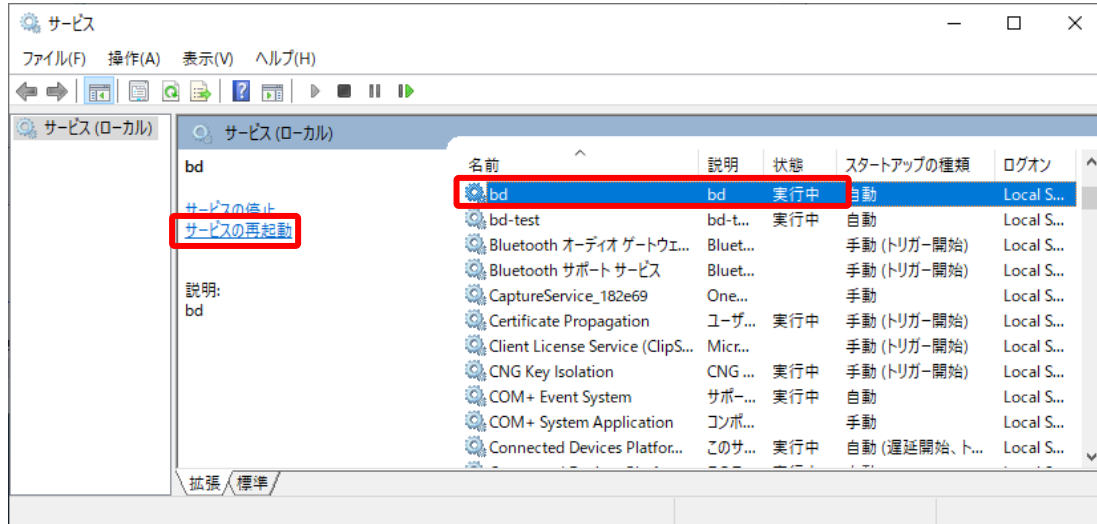 サービス
ファイル(F) 操作(A) 表示(V) ヘルプ(H)
サービス (ローカル)
サービス (ローカル)
bd
サービスの停止
サービスの再起動
説明:
bd
名前 説明 状態 スタートアップの種類 ログオン
bd bd 実行中 自動 Local S...
bd-test bd-t... 実行中 自動 Local S...
Bluetooth オーディオ ゲートウェ... Bluet... 手動 (トリガー開始) Local S...
Bluetooth サポート サービス Bluet... 手動 (トリガー開始) Local S...
CaptureService_182e69 One... 手動 Local S...
Certificate Propagation ユーザ... 実行中 手動 (トリガー開始) Local S...
Client License Service (ClipS... Micr... 手動 (トリガー開始) Local S...
CNG Key Isolation CNG ... 実行中 手動 (トリガー開始) Local S...
COM+ Event System サポー... 実行中 自動 Local S...
COM+ System Application コンポ... 手動 Local S...
Connected Devices Platfor... このサ... 実行中 自動 (遅延開始、ト... Local S...
拡張 標準